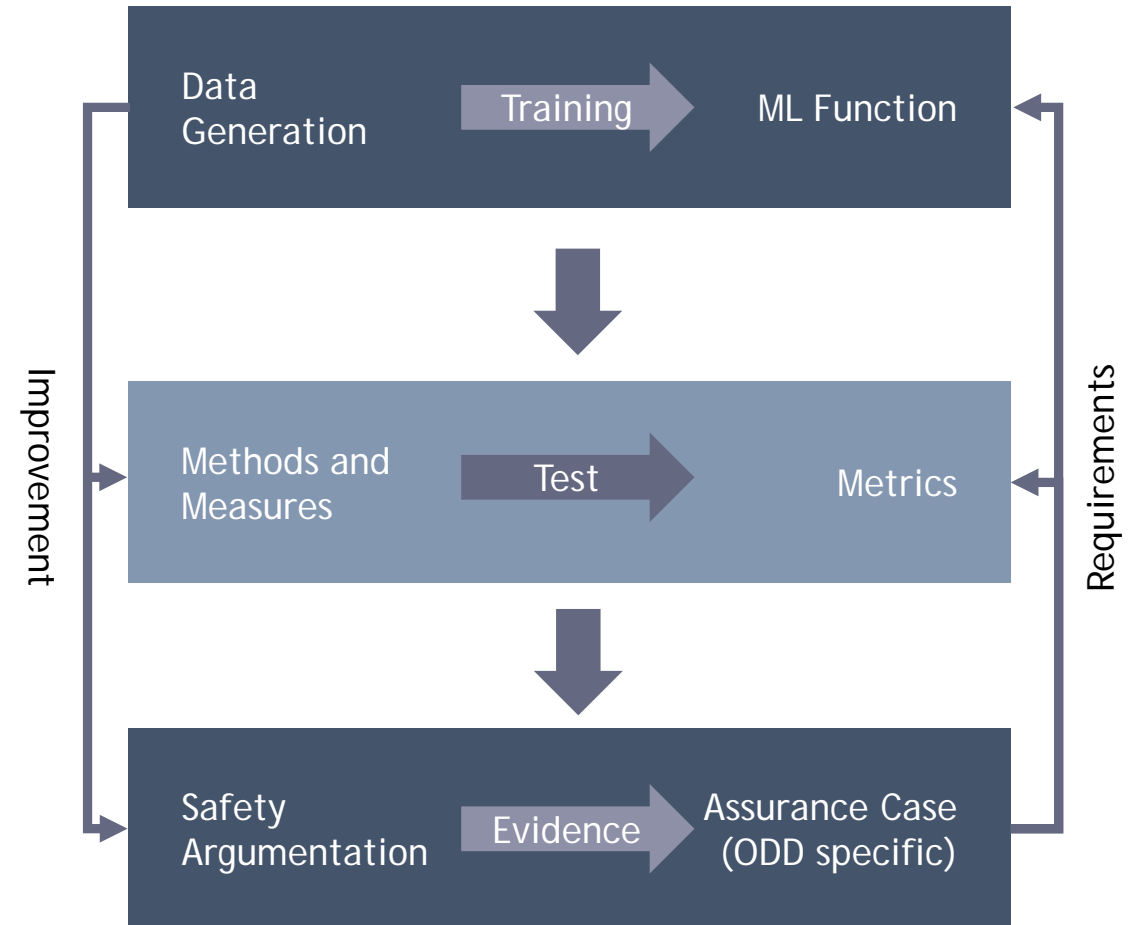 Data
Generation
Training
ML Function
Improvement
Methods and
Measures
Test
Metrics
Requirements
Safety
Argumentation
Evidence
Assurance Case
(ODD specific)